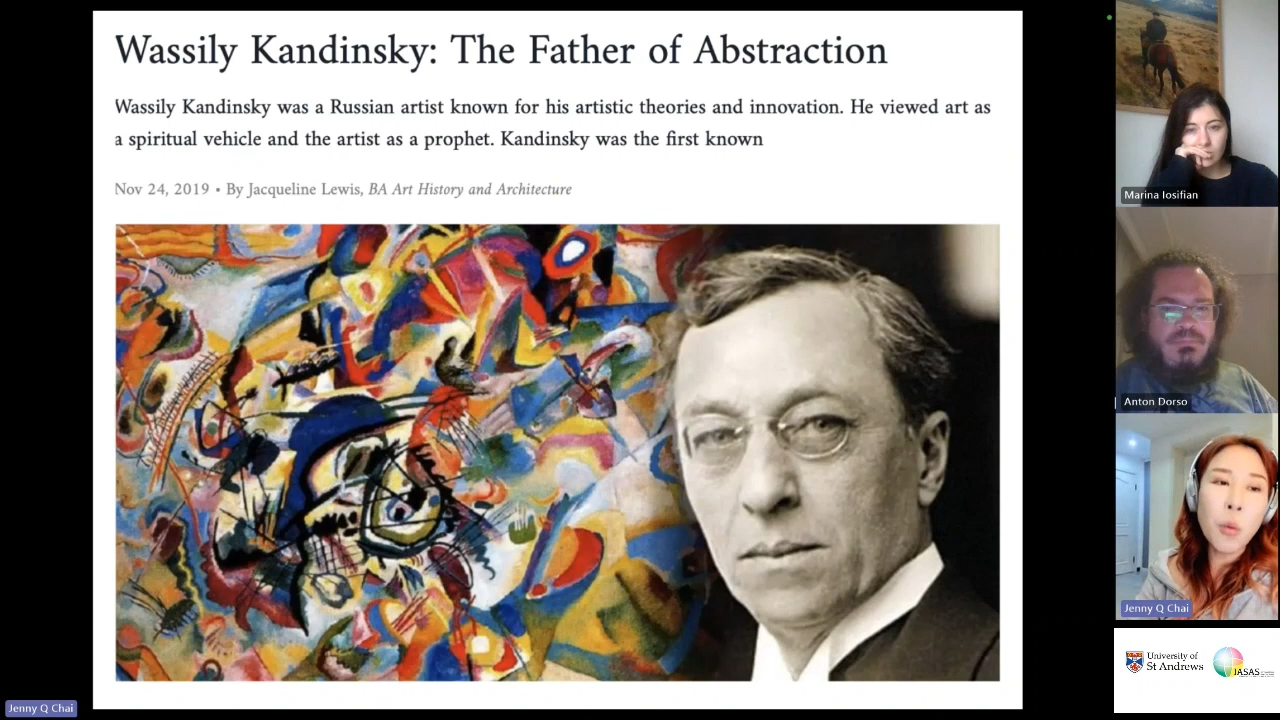 Wassily Kandinsky: The Father of Abstraction
Wassily Kandinsky was a Russian artist known for his artistic theories and innovation. He viewed art as
a spiritual vehicle and the artist as a prophet. Kandinsky was the first known
Nov 24, 2019 • By Jacqueline Lewis, BA Art History and Architecture
Marina Iosifian
Anton Dorso
Jenny Q Chai
University of
St Andrews
IASAS
Jenny Q Chai